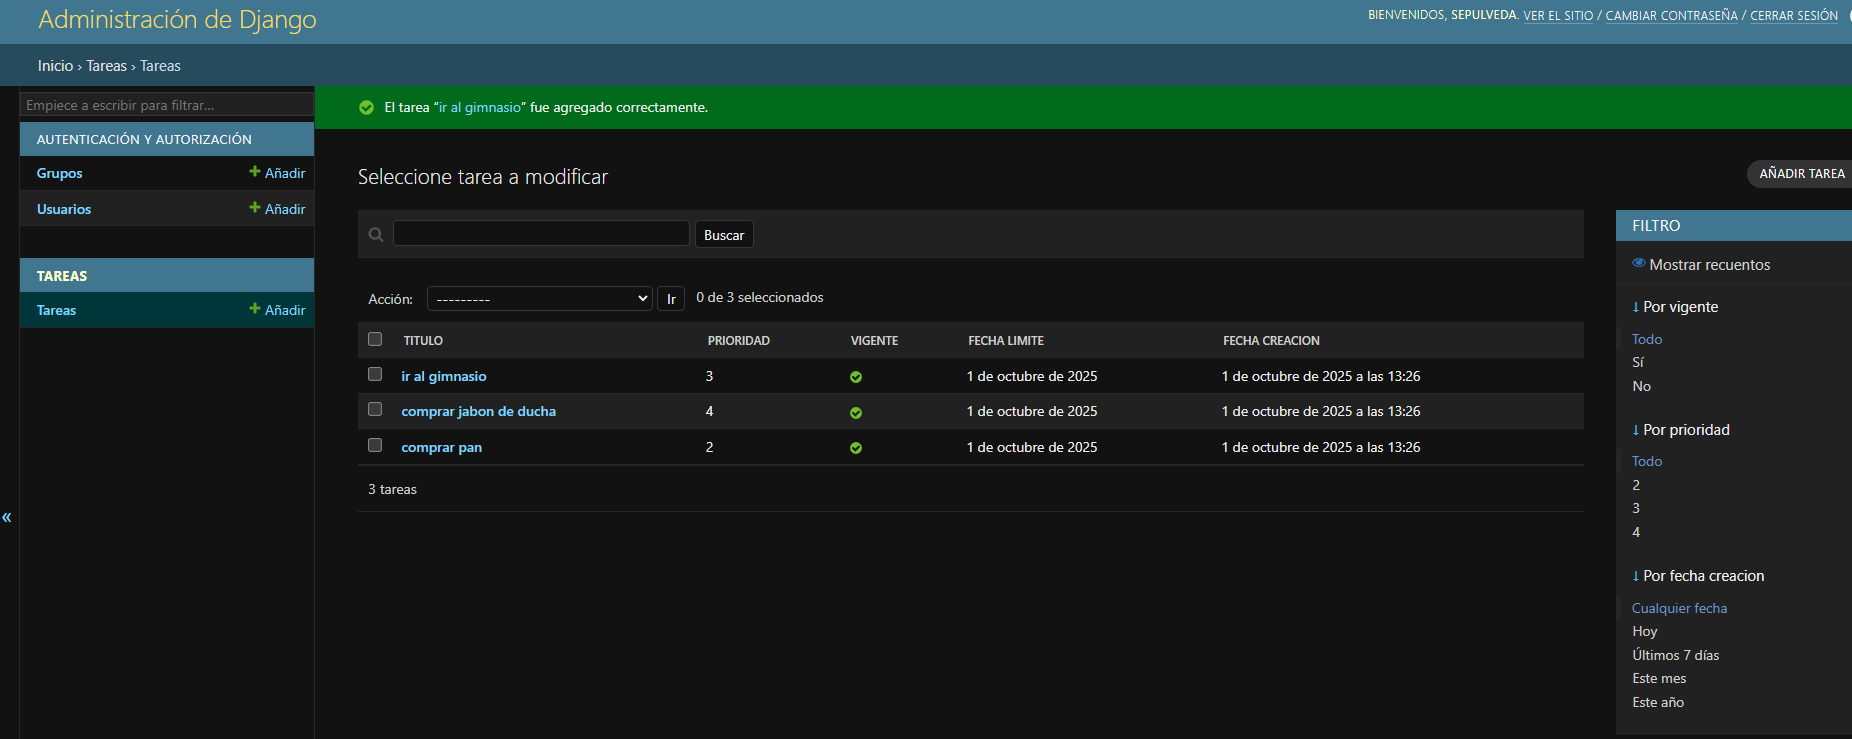 Administración de Django
BIENVENIDOS, SEPULVEDA. VER EL SITIO / CAMBIAR CONTRASEÑA / CERRAR SESIÓN
Inicio › Tareas › Tareas
Empiece a escribir para filtrar...
AUTENTICACIÓN Y AUTORIZACIÓN
Grupos + Añadir
Usuarios + Añadir
TAREAS
Tareas + Añadir
«
El tarea “ir al gimnasio” fue agregado correctamente.
Seleccione tarea a modificar
AÑADIR TAREA
Buscar
Acción: --------- Ir 0 de 3 seleccionados
TITULO PRIORIDAD VIGENTE FECHA LIMITE FECHA CREACION
ir al gimnasio 3 1 de octubre de 2025 1 de octubre de 2025 a las 13:26
comprar jabon de ducha 4 1 de octubre de 2025 1 de octubre de 2025 a las 13:26
comprar pan 2 1 de octubre de 2025 1 de octubre de 2025 a las 13:26
3 tareas
FILTRO
Mostrar recuentos
↓ Por vigente
Todo
Sí
No
↓ Por prioridad
Todo
2
3
4
↓ Por fecha creacion
Cualquier fecha
Hoy
Últimos 7 días
Este mes
Este año